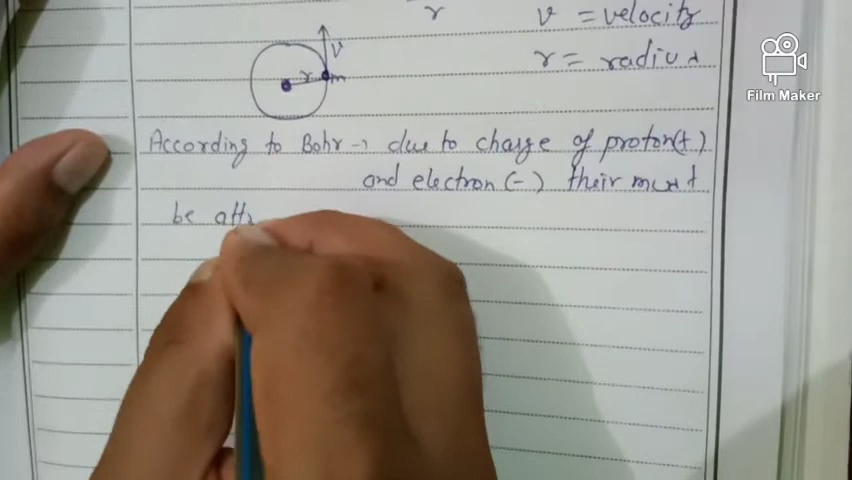 r
v = velocity
r = radius
v
r
m
According to Bohr → due to charge of proton(+)
and electron (-) their must
be att
Film Maker